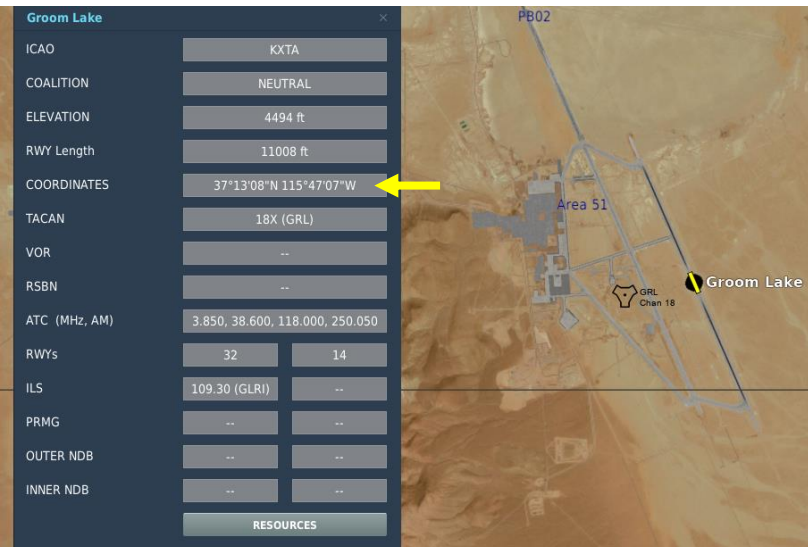 Groom Lake ×
ICAO KXTA
COALITION NEUTRAL
ELEVATION 4494 ft
RWY Length 11008 ft
COORDINATES 37°13'08"N 115°47'07"W
TACAN 18X (GRL)
VOR --
RSBN --
ATC (MHz, AM) 3.850, 38.600, 118.000, 250.050
RWYs 32 14
ILS 109.30 (GLRI) --
PRMG -- --
OUTER NDB -- --
INNER NDB -- --
RESOURCES
PB02
Area 51
GRL
Chan 18
Groom Lake